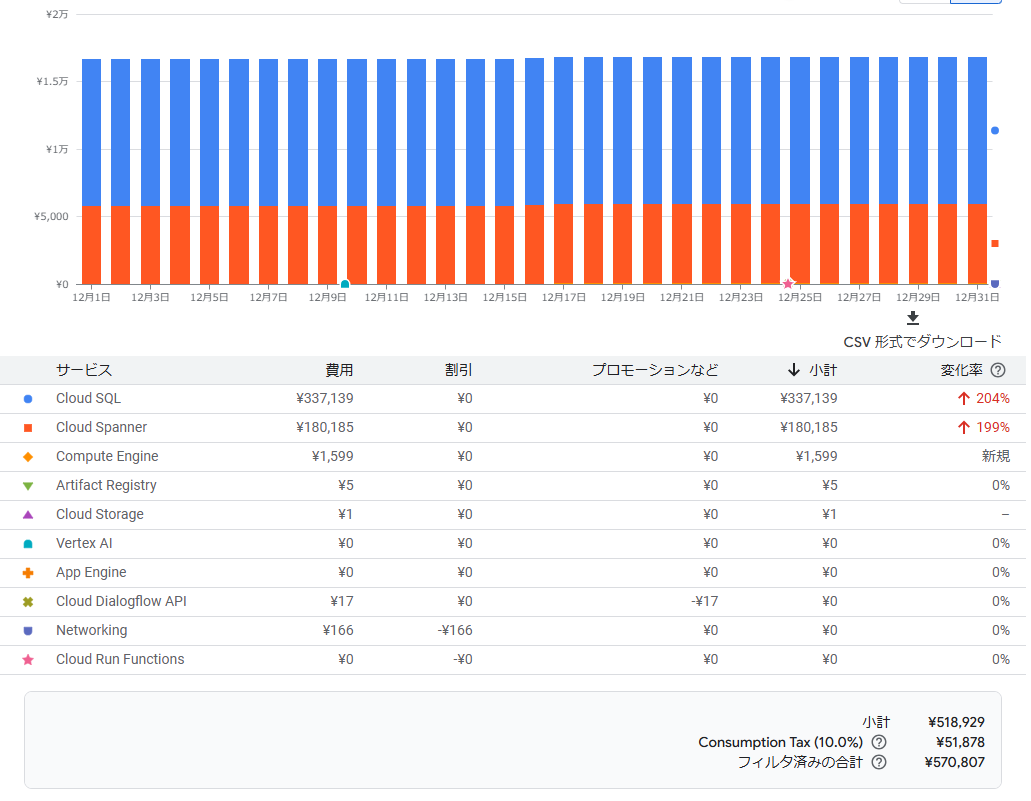 ¥2万
¥1.5万
¥1万
¥5,000
¥0
12月1日 12月3日 12月5日 12月7日 12月9日 12月11日 12月13日 12月15日 12月17日 12月19日 12月21日 12月23日 12月25日 12月27日 12月29日 12月31日
CSV 形式でダウンロード
サービス 費用 割引 プロモーションなど ↓ 小計 変化率 ?
Cloud SQL ¥337,139 ¥0 ¥0 ¥337,139 ↑ 204%
Cloud Spanner ¥180,185 ¥0 ¥0 ¥180,185 ↑ 199%
Compute Engine ¥1,599 ¥0 ¥0 ¥1,599 新規
Artifact Registry ¥5 ¥0 ¥0 ¥5 0%
Cloud Storage ¥1 ¥0 ¥0 ¥1 –
Vertex AI ¥0 ¥0 ¥0 ¥0 0%
App Engine ¥0 ¥0 ¥0 ¥0 0%
Cloud Dialogflow API ¥17 ¥0 -¥17 ¥0 0%
Networking ¥166 -¥166 ¥0 ¥0 0%
Cloud Run Functions ¥0 -¥0 ¥0 ¥0 0%
小計 ¥518,929
Consumption Tax (10.0%) ? ¥51,878
フィルタ済みの合計 ? ¥570,807